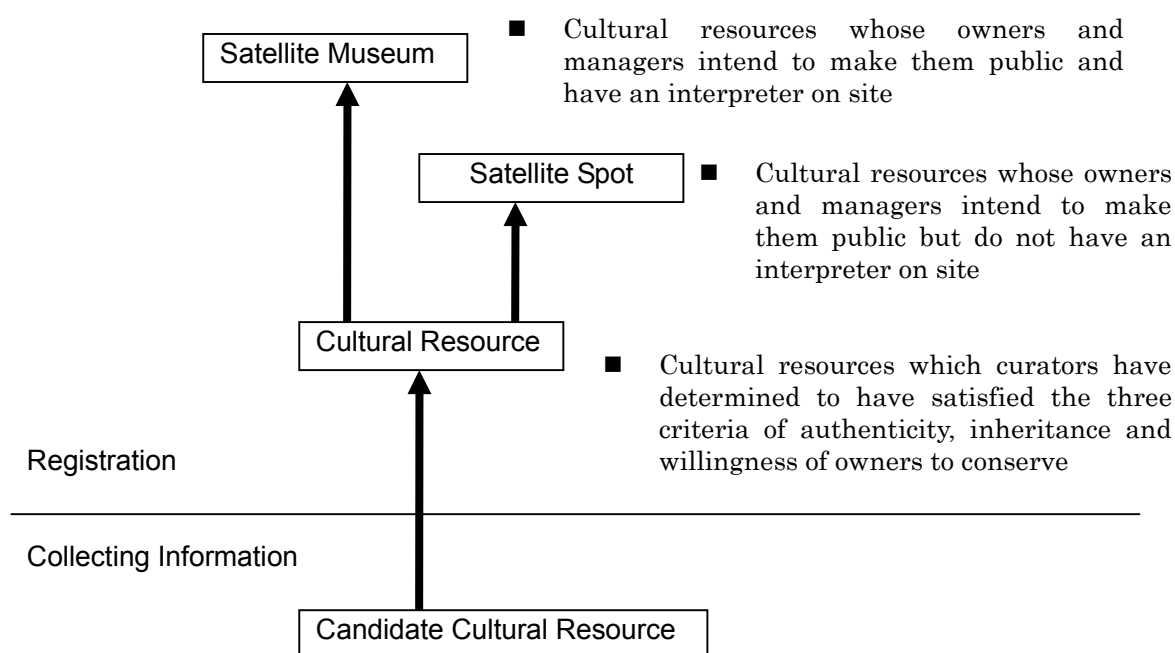 Satellite Museum
■ Cultural resources whose owners and
managers intend to make them public and
have an interpreter on site
Satellite Spot
■ Cultural resources whose owners
and managers intend to make
them public but do not have an
interpreter on site
Cultural Resource
■ Cultural resources which curators have
determined to have satisfied the three
criteria of authenticity, inheritance and
willingness of owners to conserve
Registration
Collecting Information
Candidate Cultural Resource